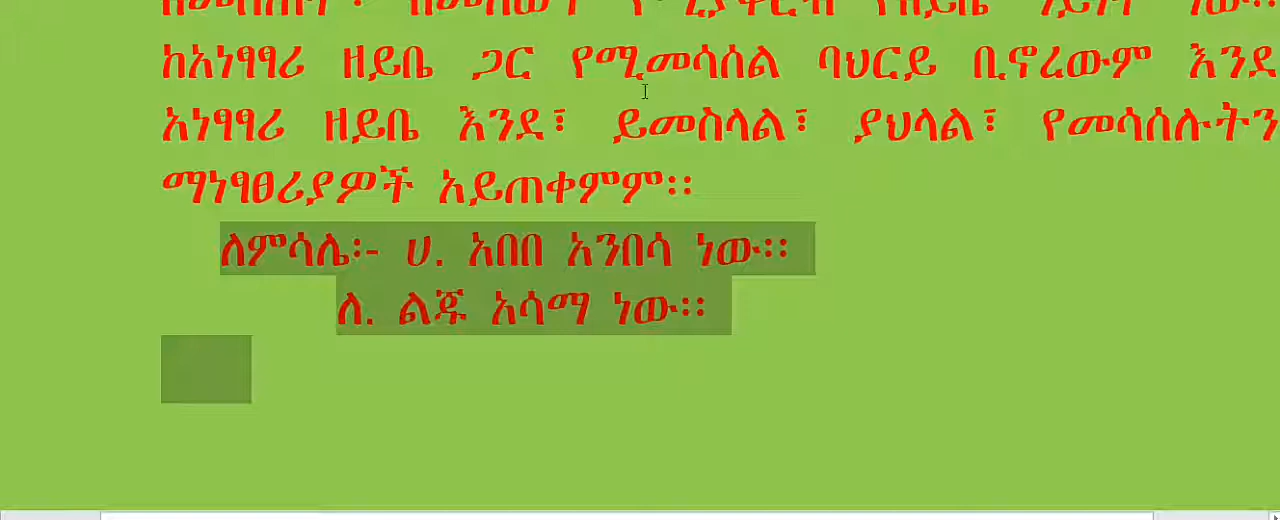 ከአነፃፃሪ ዘይቤ ጋር የሚመሳሰል ባህርይ ቢኖረውም እንደ
አነፃፃሪ ዘይቤ እንደ፣ ይመስላል፣ ያህላል፣ የመሳሰሉትን
ማነፃፀሪያዎች አይጠቀምም፡፡
ለምሳሌ፡- ሀ. አበበ አንበሳ ነው፡፡
ለ. ልጁ አሳማ ነው፡፡